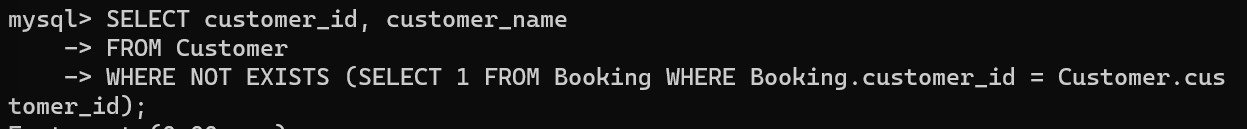 mysql> SELECT customer_id, customer_name
    -> FROM Customer
    -> WHERE NOT EXISTS (SELECT 1 FROM Booking WHERE Booking.customer_id = Customer.cus
tomer_id);